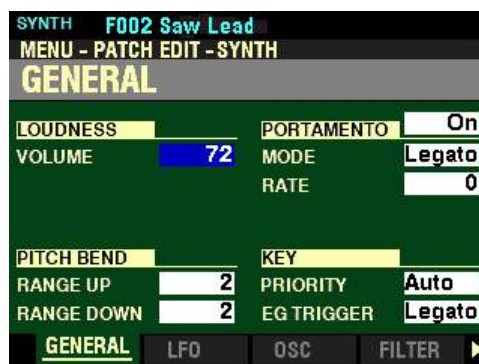 SYNTH F002 Saw Lead
MENU - PATCH EDIT - SYNTH
GENERAL
LOUDNESS
VOLUME 72
PORTAMENTO On
MODE Legato
RATE 0
PITCH BEND
RANGE UP 2
RANGE DOWN 2
KEY
PRIORITY Auto
EG TRIGGER Legato
GENERAL LFO OSC FILTER